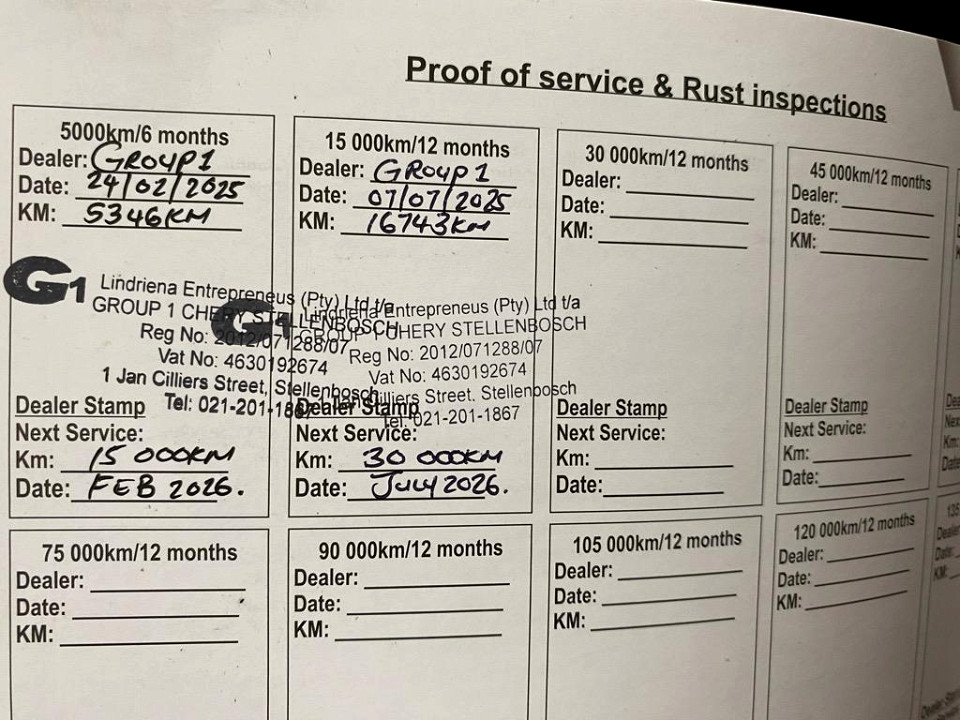 Proof of service & Rust inspections
5000km/6 months
Dealer: GROUP 1
Date: 24/02/2025
KM: 5346KM
G1
Lindriena Entrepreneus (Pty) Ltd t/a
GROUP 1 CHERY STELLENBOSCH
Reg No: 2012/071288/07
Vat No: 4630192674
1 Jan Cilliers Street, Stellenbosch
Tel: 021-201-1867
Dealer Stamp
Next Service:
Km: 15 000KM
Date: FEB 2026.
15 000km/12 months
Dealer: GROUP 1
Date: 07/07/2025
KM: 16743KM
G1
Lindriena Entrepreneus (Pty) Ltd t/a
GROUP 1 CHERY STELLENBOSCH
Reg No: 2012/071288/07
Vat No: 4630192674
1 Jan Cilliers Street. Stellenbosch
Tel: 021-201-1867
Dealer Stamp
Next Service:
Km: 30 000KM
Date: JULY 2026.
30 000km/12 months
Dealer:
Date:
KM:
Dealer Stamp
Next Service:
Km:
Date:
45 000km/12 months
Dealer:
Date:
KM:
Dealer Stamp
Next Service:
Km:
Date:
75 000km/12 months
Dealer:
Date:
KM:
90 000km/12 months
Dealer:
Date:
KM:
105 000km/12 months
Dealer:
Date:
KM:
120 000km/12 months
Dealer:
Date:
KM: